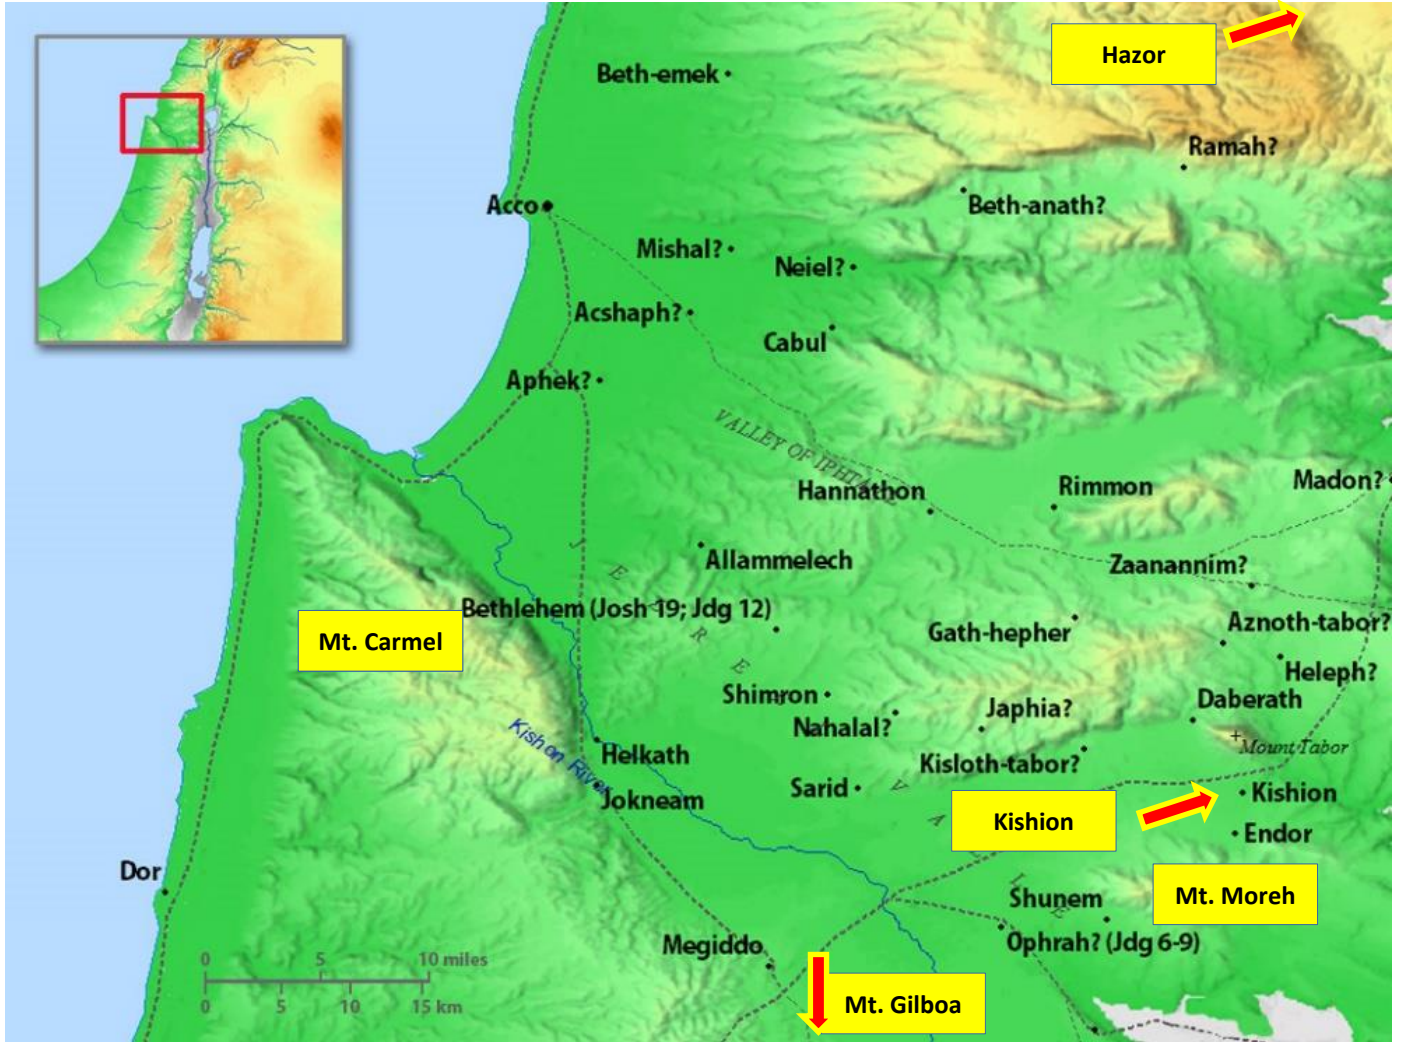 Hazor
Beth-emek
Ramah?
Beth-anath?
Acco
Mishal?
Neiel?
Acshaph?
Cabul
Aphek?
VALLEY OF IPHTAHEL
Hannathon
Rimmon
Madon?
Allammelech
Zaanannim?
JEZREEL VALLEY
Bethlehem (Josh 19; Jdg 12)
Mt. Carmel
Gath-hepher
Aznoth-tabor?
Heleph?
Shimron
Nahalal?
Japhia?
Daberath
Mount Tabor
Kishon River
Helkath
Kisloth-tabor?
Sarid
Jokneam
Kishion
Kishion
Endor
Dor
Shunem
Mt. Moreh
Megiddo
Ophrah? (Jdg 6-9)
0 5 10 miles
0 5 10 15 km
Mt. Gilboa